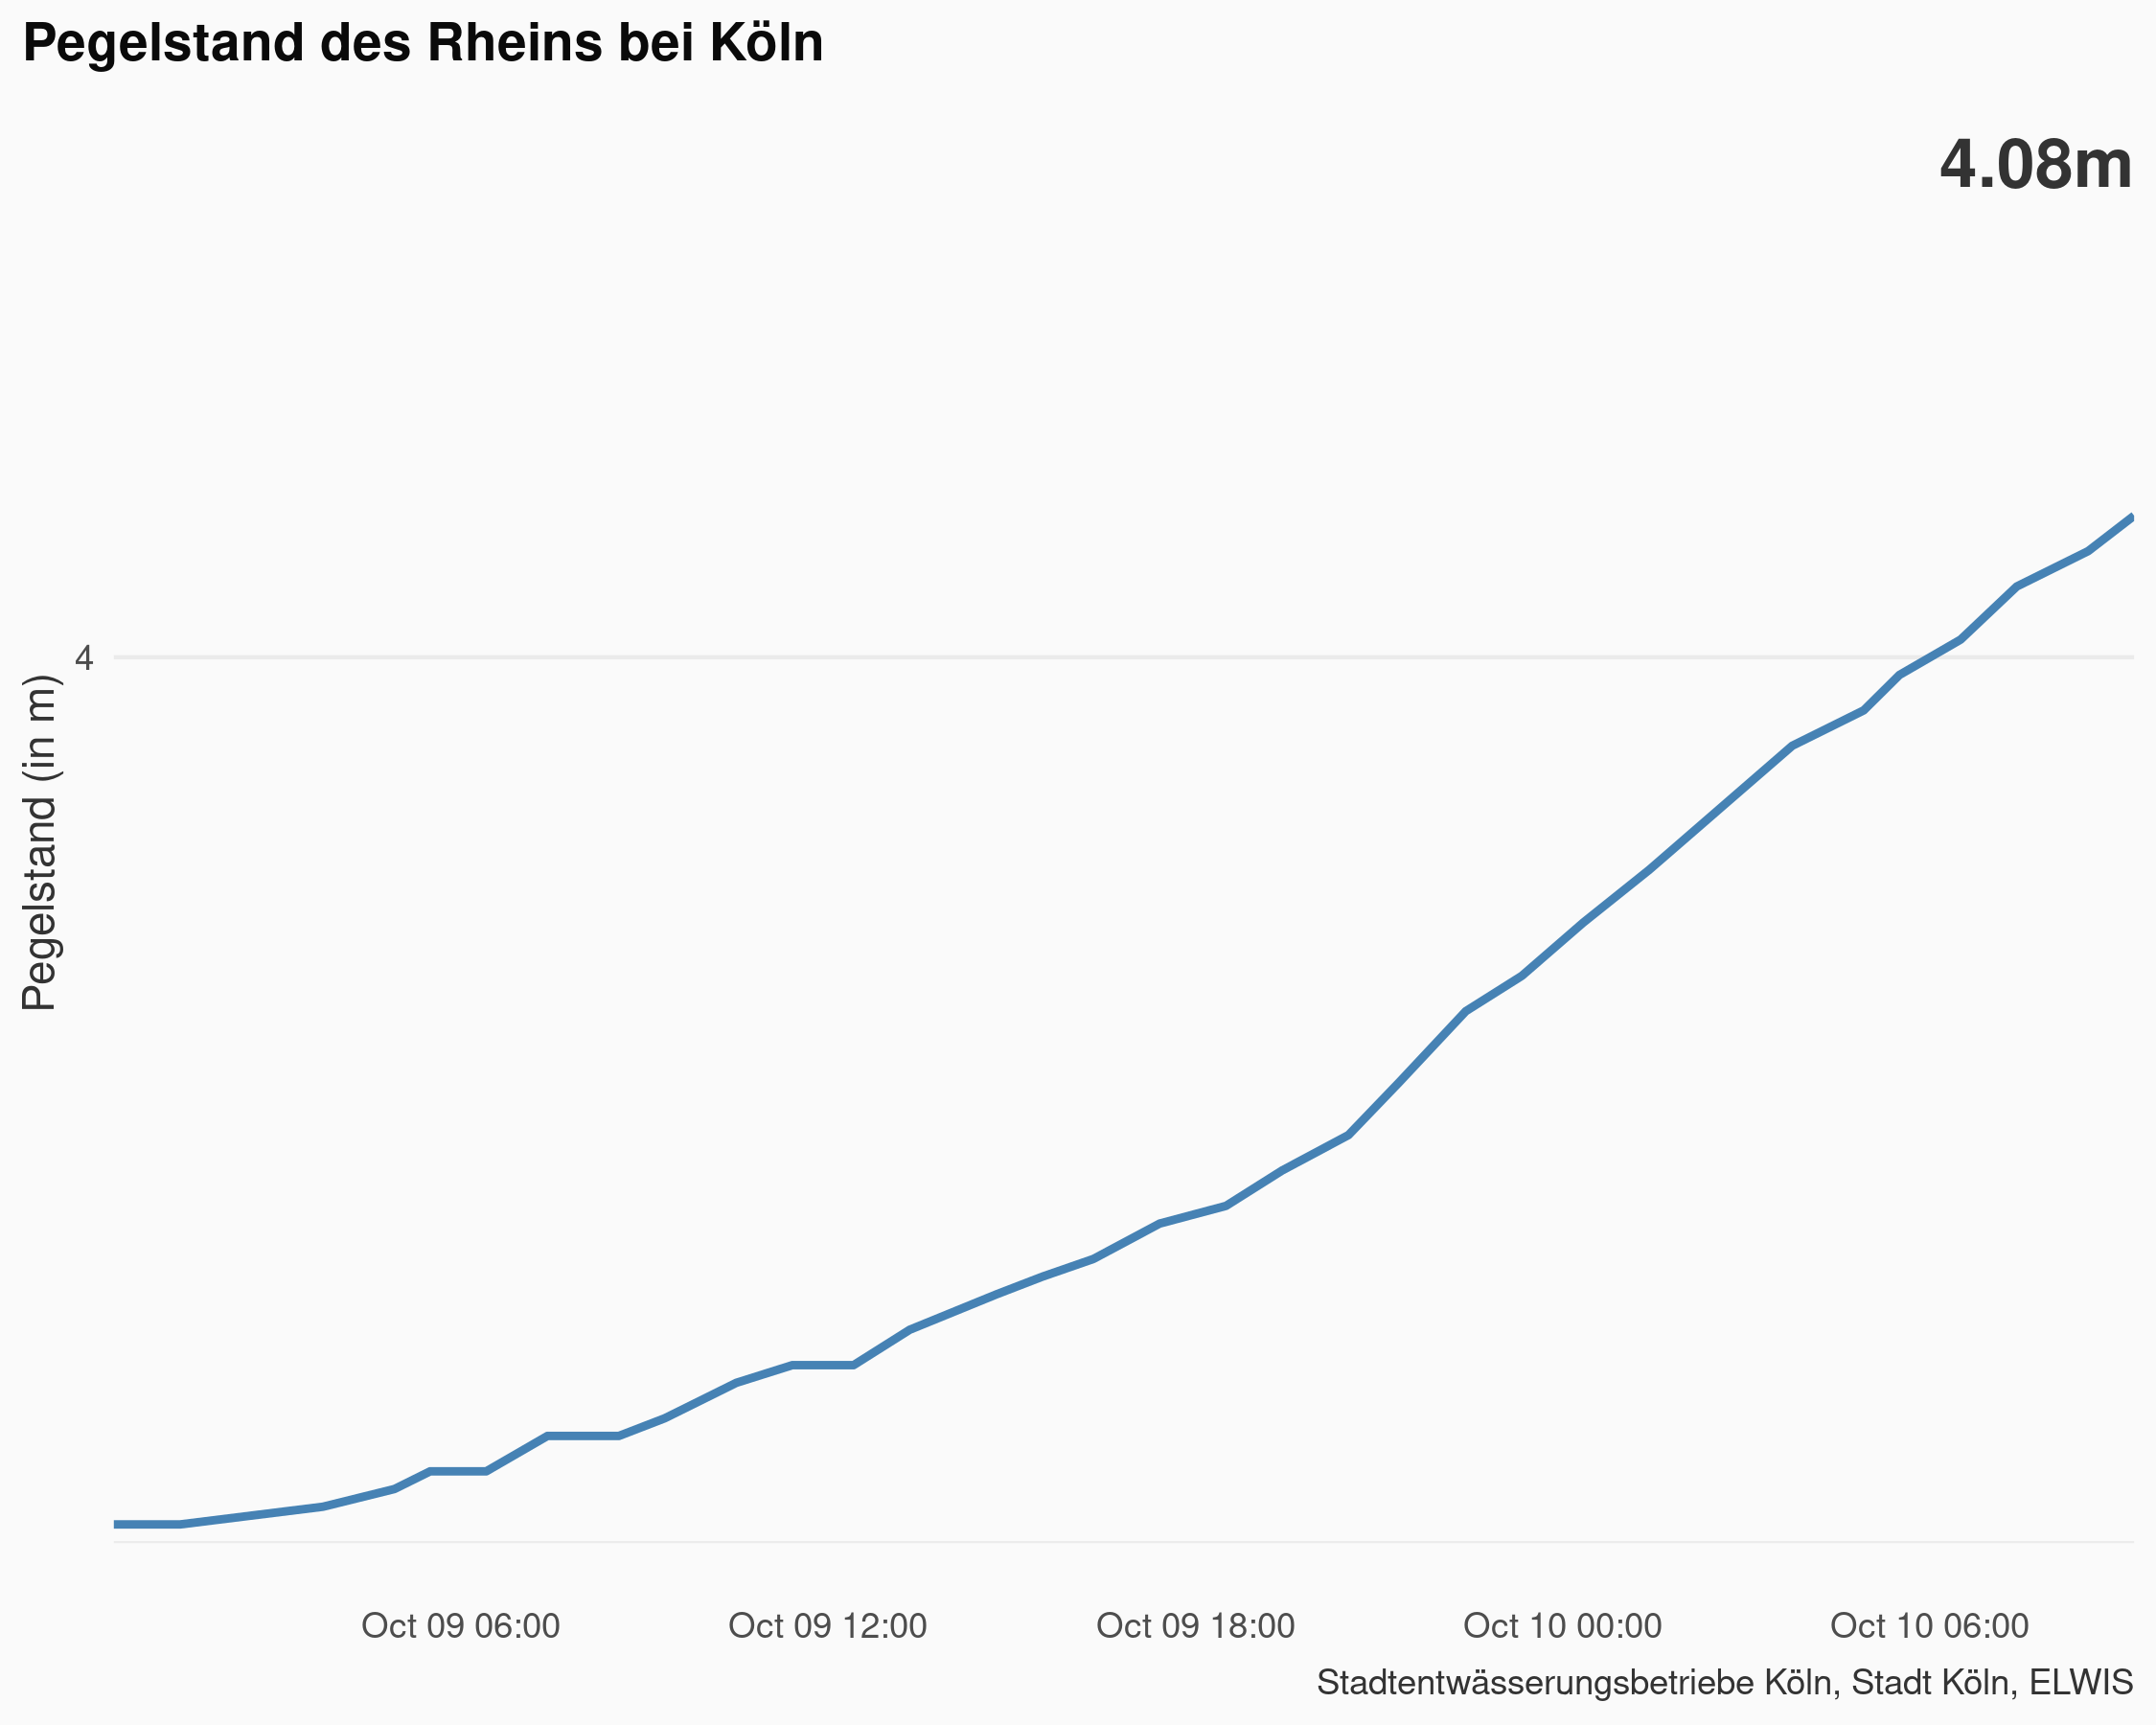 Pegelstand des Rheins bei Köln
4.08m
4
Pegelstand (in m)
Oct 09 06:00
Oct 09 12:00
Oct 09 18:00
Oct 10 00:00
Oct 10 06:00
Stadtentwässerungsbetriebe Köln, Stadt Köln, ELWIS